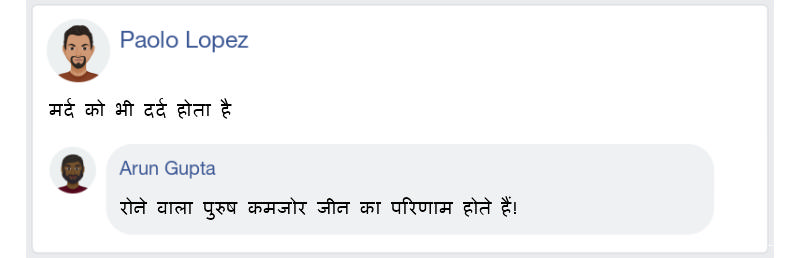 Paolo Lopez
मर्द को भी दर्द होता है
Arun Gupta
रोने वाला पुरुष कमजोर जीन का परिणाम होते हैं!